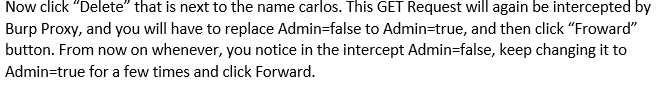 Now click “Delete” that is next to the name carlos. This GET Request will again be intercepted by
Burp Proxy, and you will have to replace Admin=false to Admin=true, and then click “Froward”
button. From now on whenever, you notice in the intercept Admin=false, keep changing it to
Admin=true for a few times and click Forward.